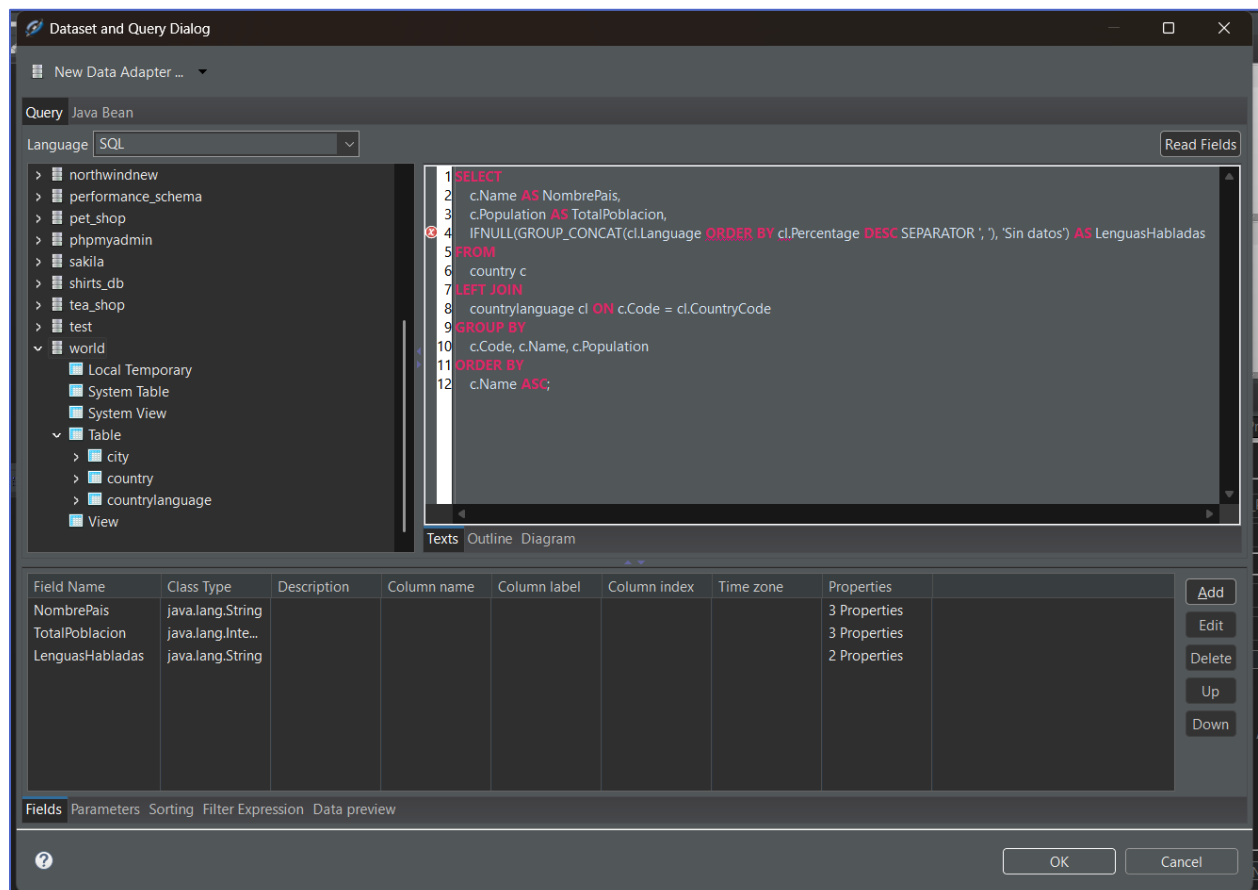 Dataset and Query Dialog
New Data Adapter ...
Query Java Bean
Language SQL
Read Fields
northwindnew
performance_schema
pet_shop
phpmyadmin
sakila
shirts_db
tea_shop
test
world
Local Temporary
System Table
System View
Table
city
country
countrylanguage
View
1 SELECT
2 c.Name AS NombrePais,
3 c.Population AS TotalPoblacion,
4 IFNULL(GROUP_CONCAT(cl.Language ORDER BY cl.Percentage DESC SEPARATOR ', '), 'Sin datos') AS LenguasHabladas
5 FROM
6 country c
7 LEFT JOIN
8 countrylanguage cl ON c.Code = cl.CountryCode
9 GROUP BY
10 c.Code, c.Name, c.Population
11 ORDER BY
12 c.Name ASC;
Texts Outline Diagram
Field Name Class Type Description Column name Column label Column index Time zone Properties
NombrePais java.lang.String 3 Properties
TotalPoblacion java.lang.Inte... 3 Properties
LenguasHabladas java.lang.String 2 Properties
Add
Edit
Delete
Up
Down
Fields Parameters Sorting Filter Expression Data preview
OK Cancel